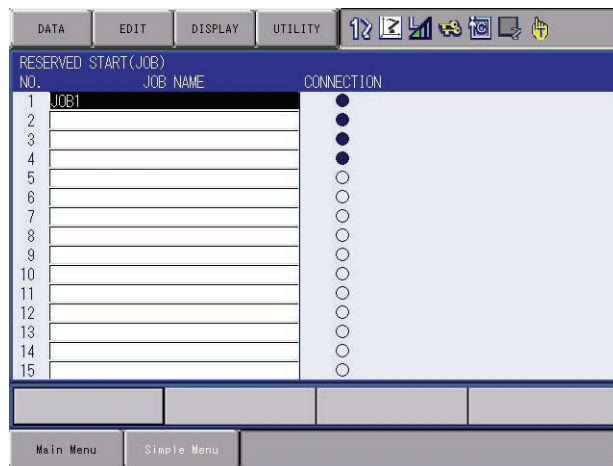 DATA EDIT DISPLAY UTILITY
RESERVED START(JOB)
NO. JOB NAME CONNECTION
1 JOB1
2
3
4
5
6
7
8
9
10
11
12
13
14
15
Main Menu Simple Menu